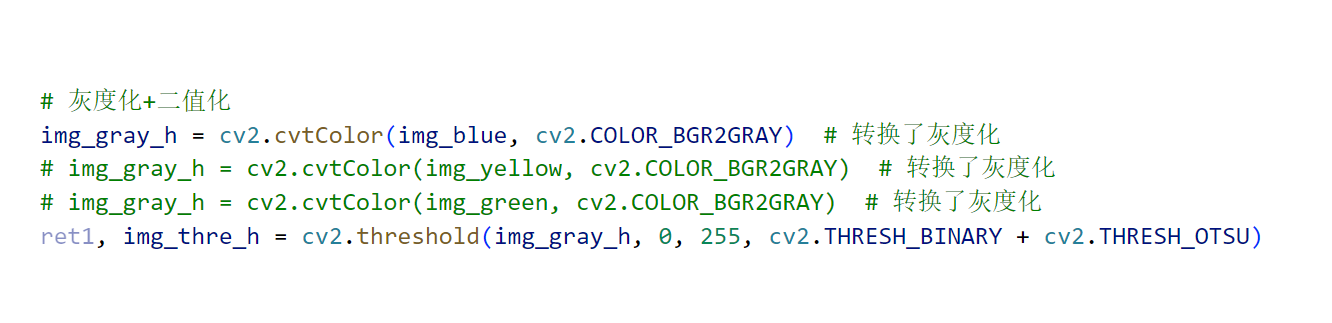 # 灰度化+二值化
img_gray_h = cv2.cvtColor(img_blue, cv2.COLOR_BGR2GRAY)  # 转换了灰度化
# img_gray_h = cv2.cvtColor(img_yellow, cv2.COLOR_BGR2GRAY)  # 转换了灰度化
# img_gray_h = cv2.cvtColor(img_green, cv2.COLOR_BGR2GRAY)  # 转换了灰度化
ret1, img_thre_h = cv2.threshold(img_gray_h, 0, 255, cv2.THRESH_BINARY + cv2.THRESH_OTSU)